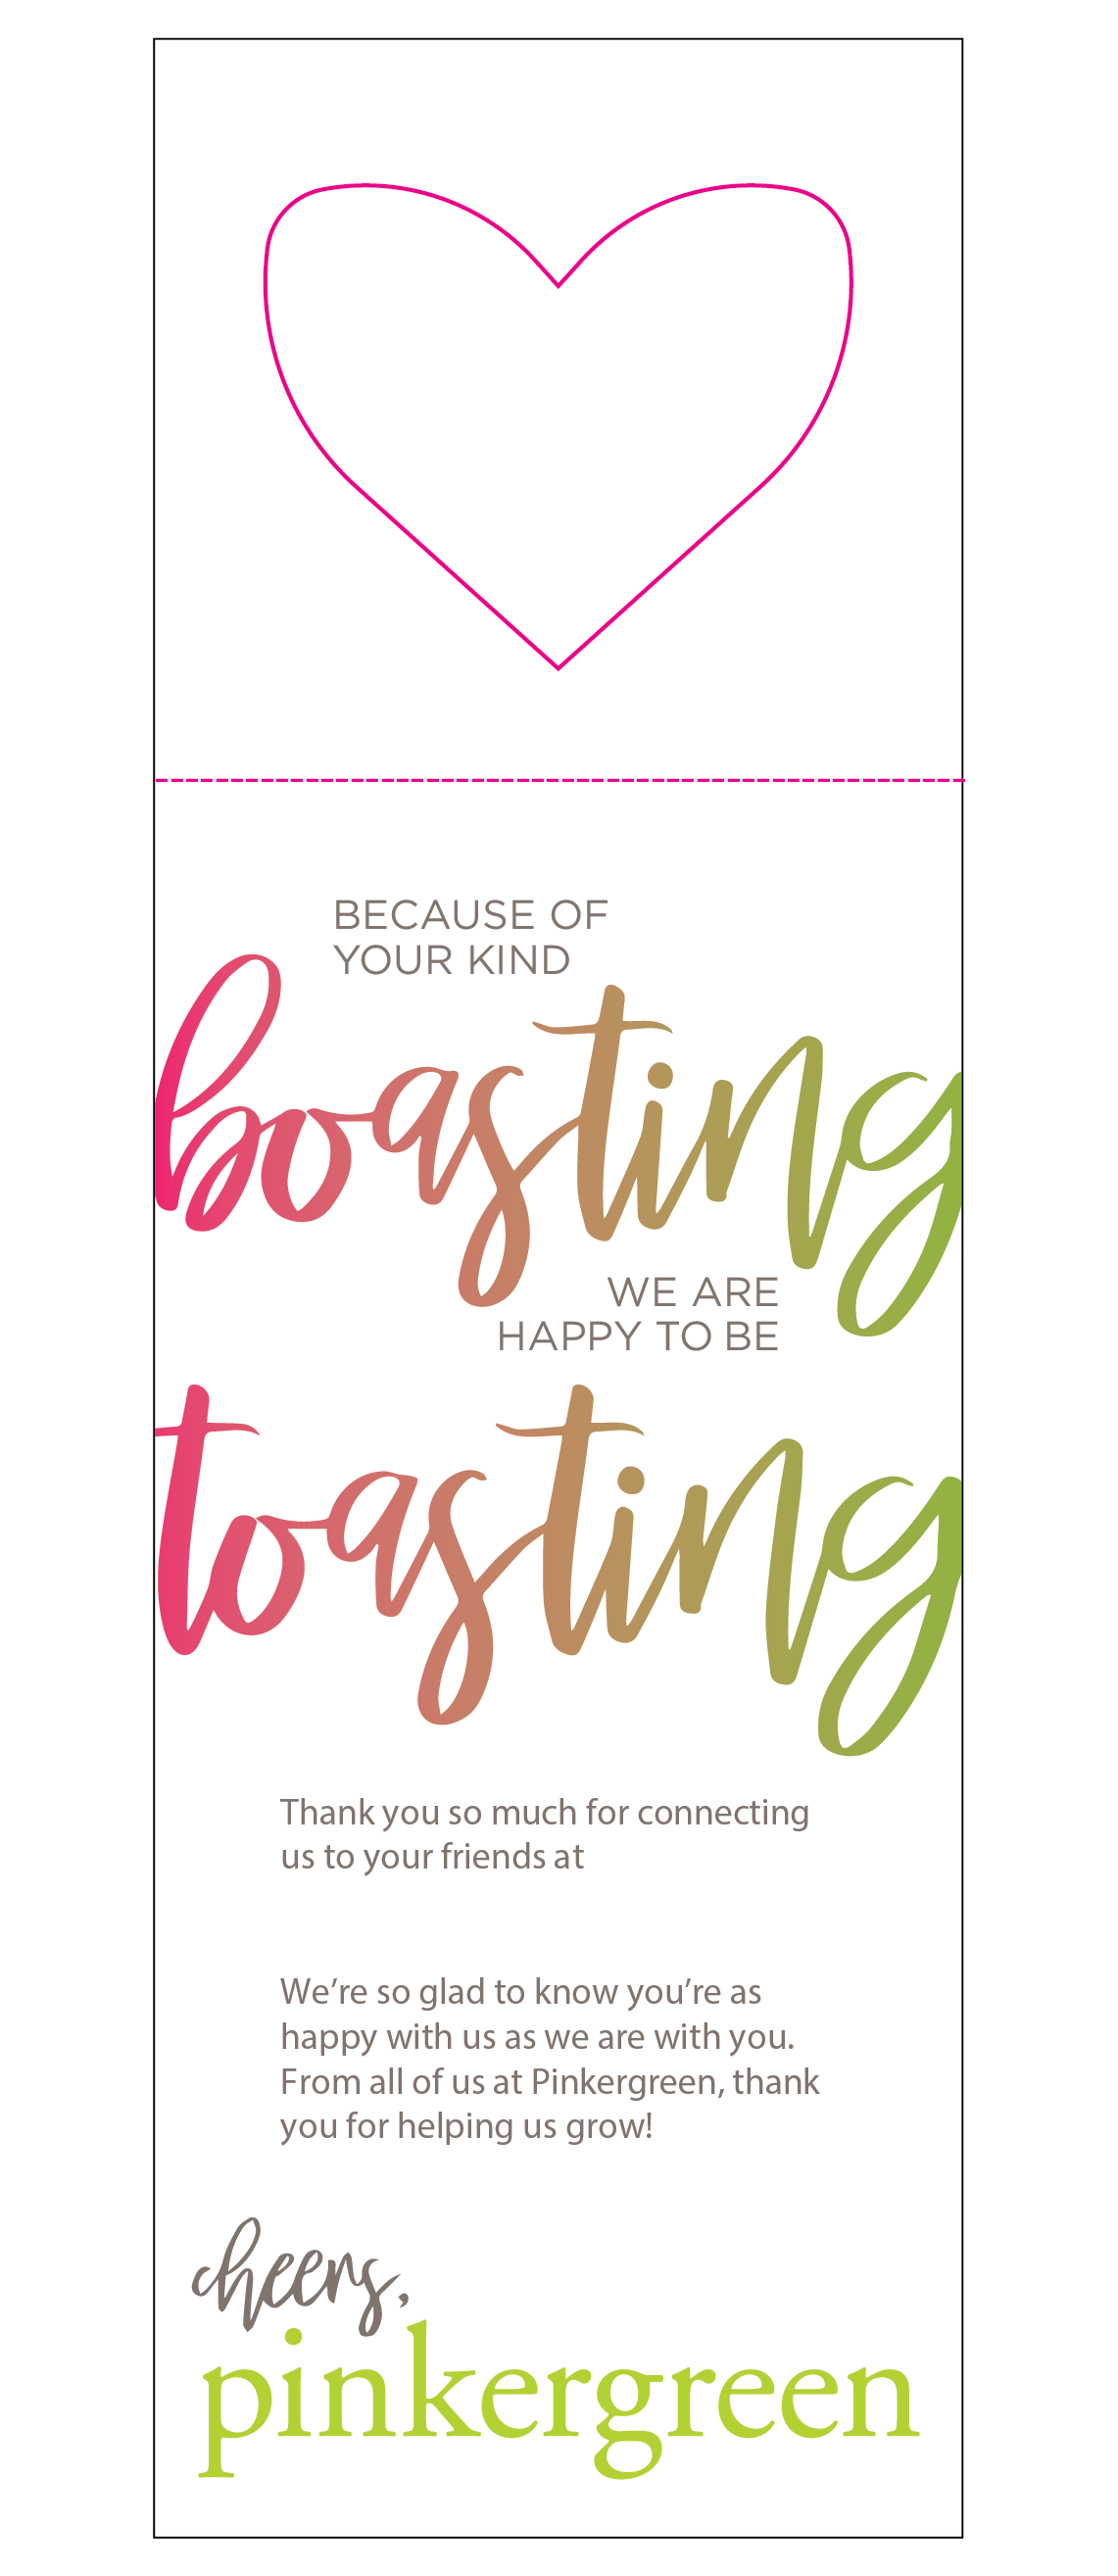 BECAUSE OF
YOUR KIND
boasting
WE ARE
HAPPY TO BE
toasting
Thank you so much for connecting
us to your friends at
We’re so glad to know you’re as
happy with us as we are with you.
From all of us at Pinkergreen, thank
you for helping us grow!
cheers,
pinkergreen